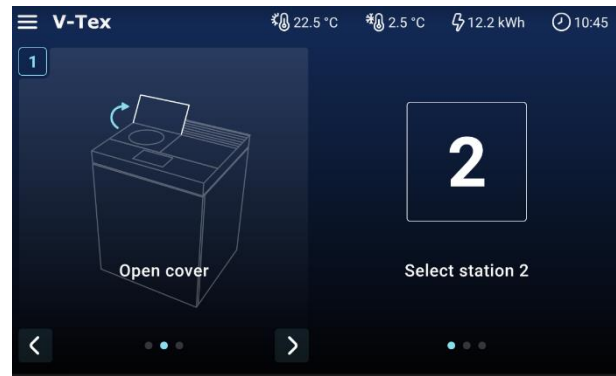 V-Tex 22.5 °C 2.5 °C 12.2 kWh 10:45
1
2
Open cover
Select station 2